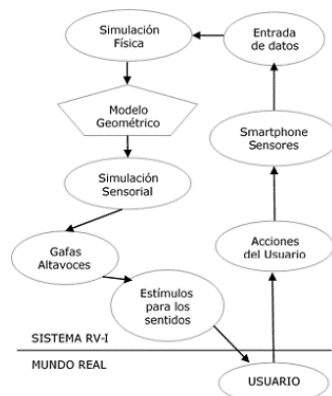 Simulación
Física
Entrada
de datos
Modelo
Geométrico
Smartphone
Sensores
Simulación
Sensorial
Gafas
Altavoces
Acciones
del Usuario
Estímulos
para los
sentidos
SISTEMA RV-I
MUNDO REAL
USUARIO